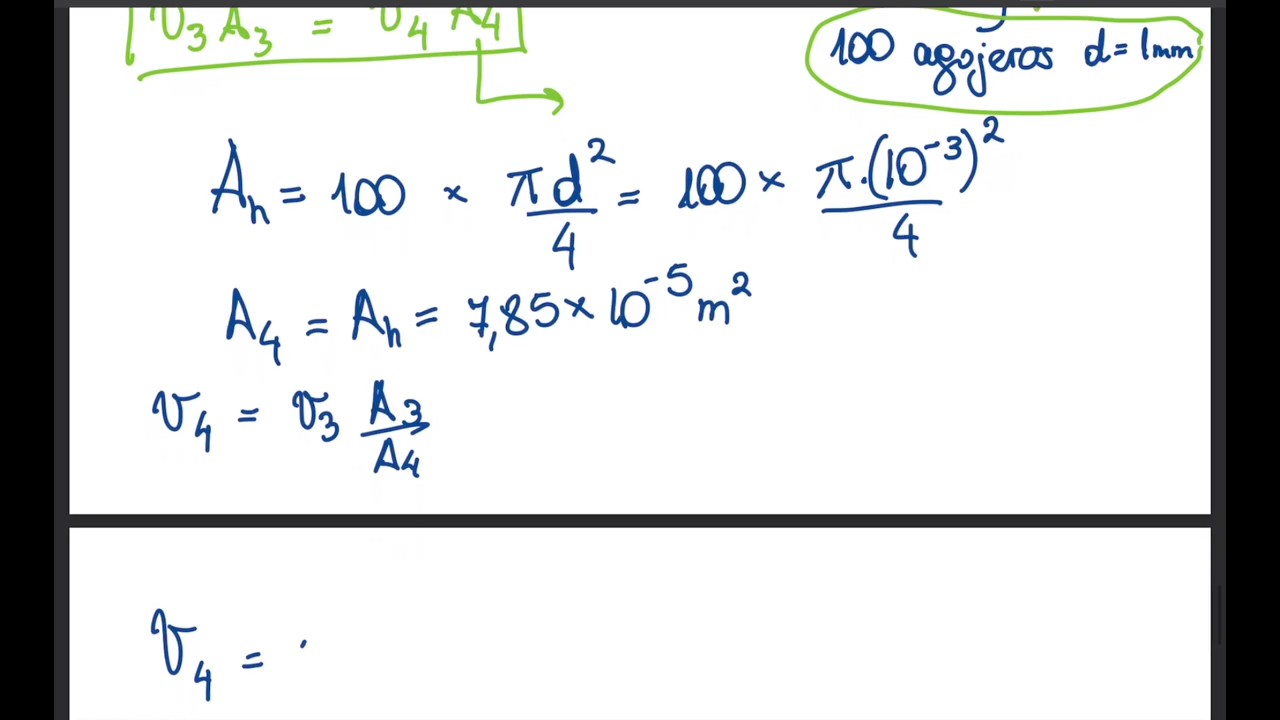 v₃ A₃ = v₄ A₄
100 agojeros d = 1mm
Aₕ = 100 × πd²/4 = 100 × π.(10⁻³)²/4
A₄ = Aₕ = 7,85 × 10⁻⁵ m²
v₄ = v₃ A₃/A₄
v₄ =